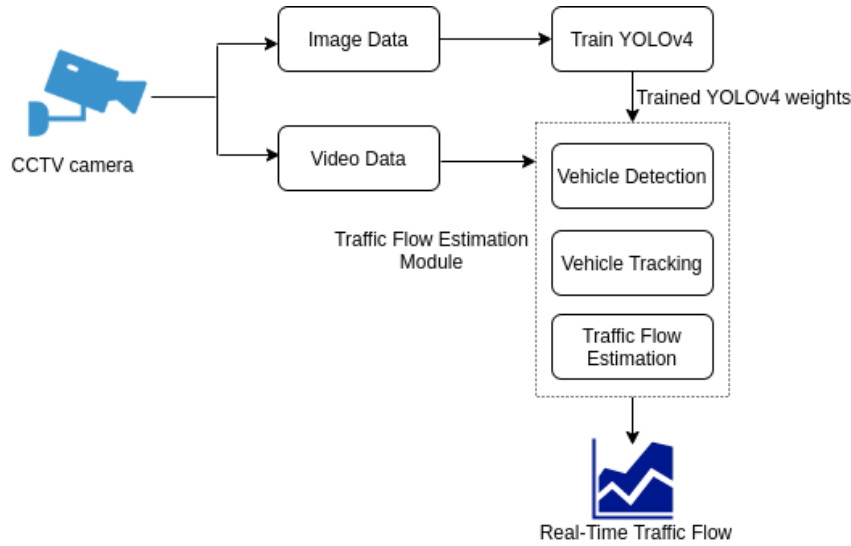 Image Data
Train YOLOv4
Trained YOLOv4 weights
CCTV camera
Video Data
Vehicle Detection
Traffic Flow Estimation
Module
Vehicle Tracking
Traffic Flow
Estimation
Real-Time Traffic Flow